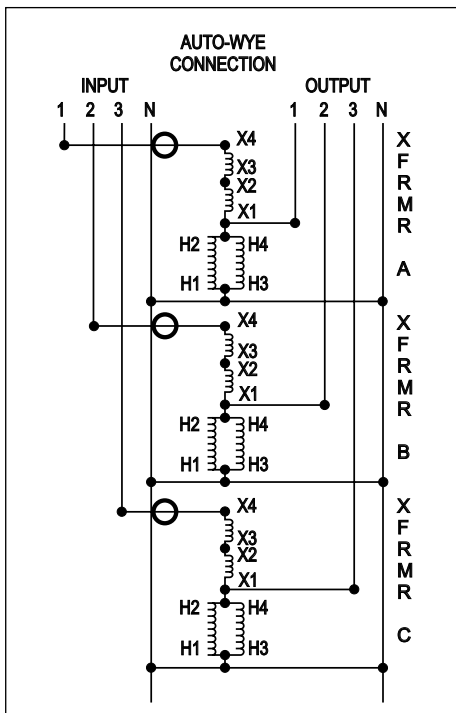 AUTO-WYE
CONNECTION
INPUT
OUTPUT
1 2 3 N
1 2 3 N
X4
X3
X2
X1
H2 H4
H1 H3
X
F
R
M
R
A
X4
X3
X2
X1
H2 H4
H1 H3
X
F
R
M
R
B
X4
X3
X2
X1
H2 H4
H1 H3
X
F
R
M
R
C